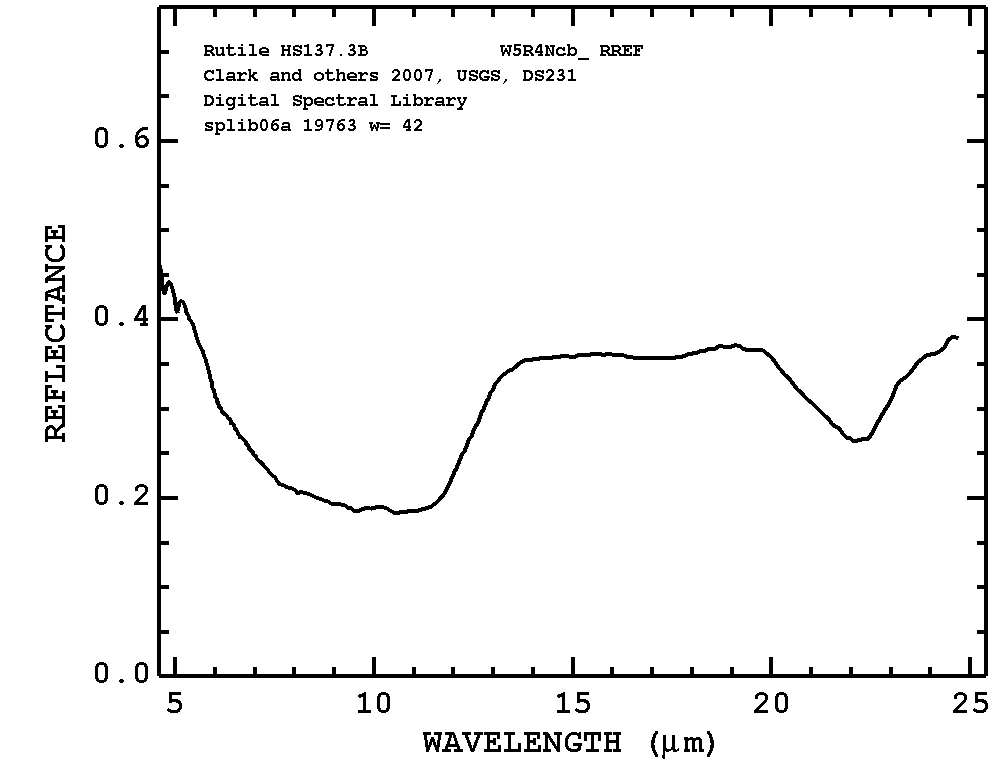 Rutile HS137.3B W5R4Ncb_ RREF
Clark and others 2007, USGS, DS231
Digital Spectral Library
splib06a 19763 w= 42
REFLECTANCE
0.6
0.4
0.2
0.0
5 10 15 20 25
WAVELENGTH (μm)